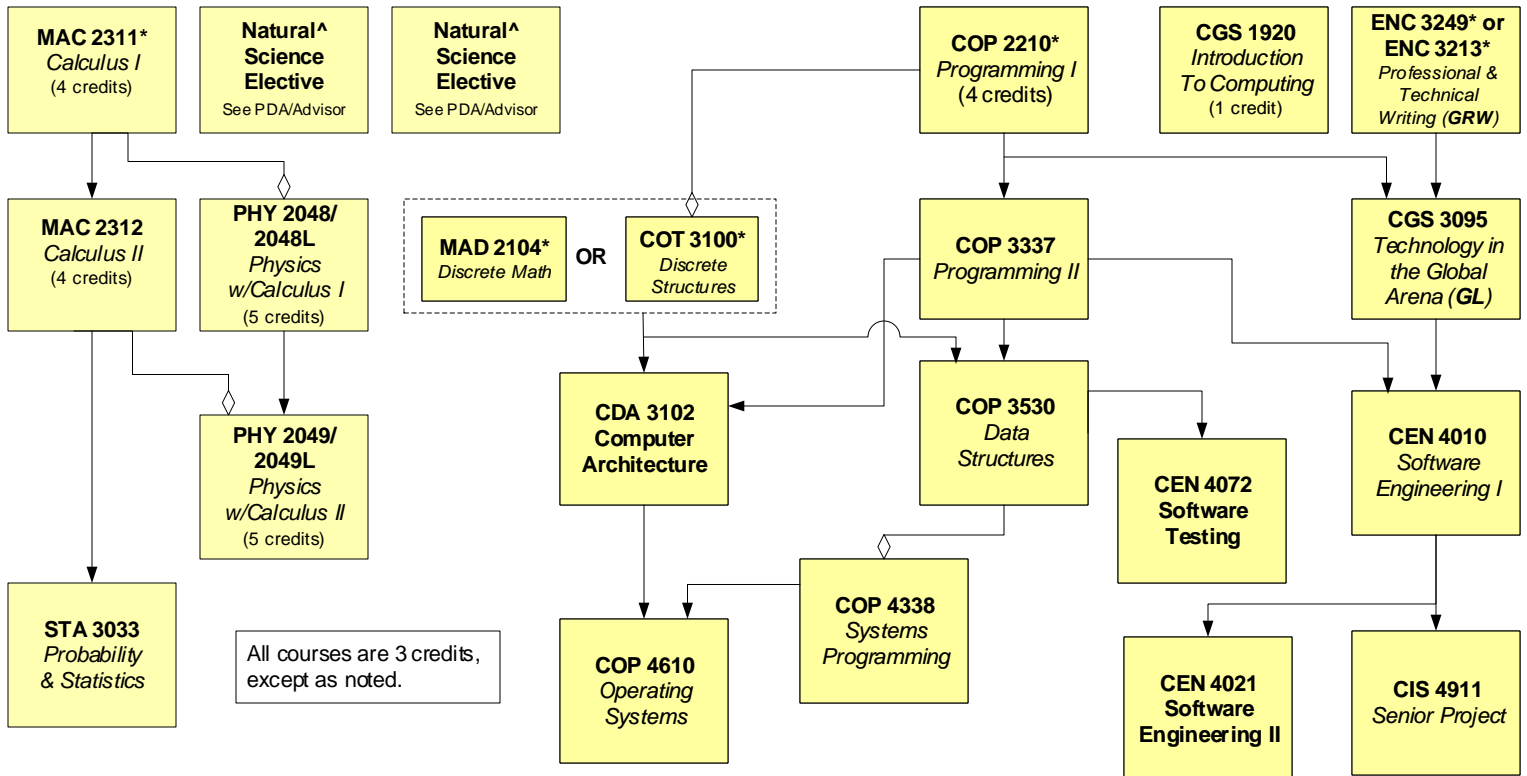 MAC 2311*
Calculus I
(4 credits)
Natural^
Science
Elective
See PDA/Advisor
Natural^
Science
Elective
See PDA/Advisor
COP 2210*
Programming I
(4 credits)
CGS 1920
Introduction
To Computing
(1 credit)
ENC 3249* or
ENC 3213*
Professional &
Technical
Writing (GRW)
MAC 2312
Calculus II
(4 credits)
PHY 2048/
2048L
Physics
w/Calculus I
(5 credits)
MAD 2104*
Discrete Math
OR
COT 3100*
Discrete
Structures
COP 3337
Programming II
CGS 3095
Technology in
the Global
Arena (GL)
PHY 2049/
2049L
Physics
w/Calculus II
(5 credits)
CDA 3102
Computer
Architecture
COP 3530
Data
Structures
CEN 4072
Software
Testing
CEN 4010
Software
Engineering I
STA 3033
Probability
& Statistics
All courses are 3 credits,
except as noted.
COP 4610
Operating
Systems
COP 4338
Systems
Programming
CEN 4021
Software
Engineering II
CIS 4911
Senior Project